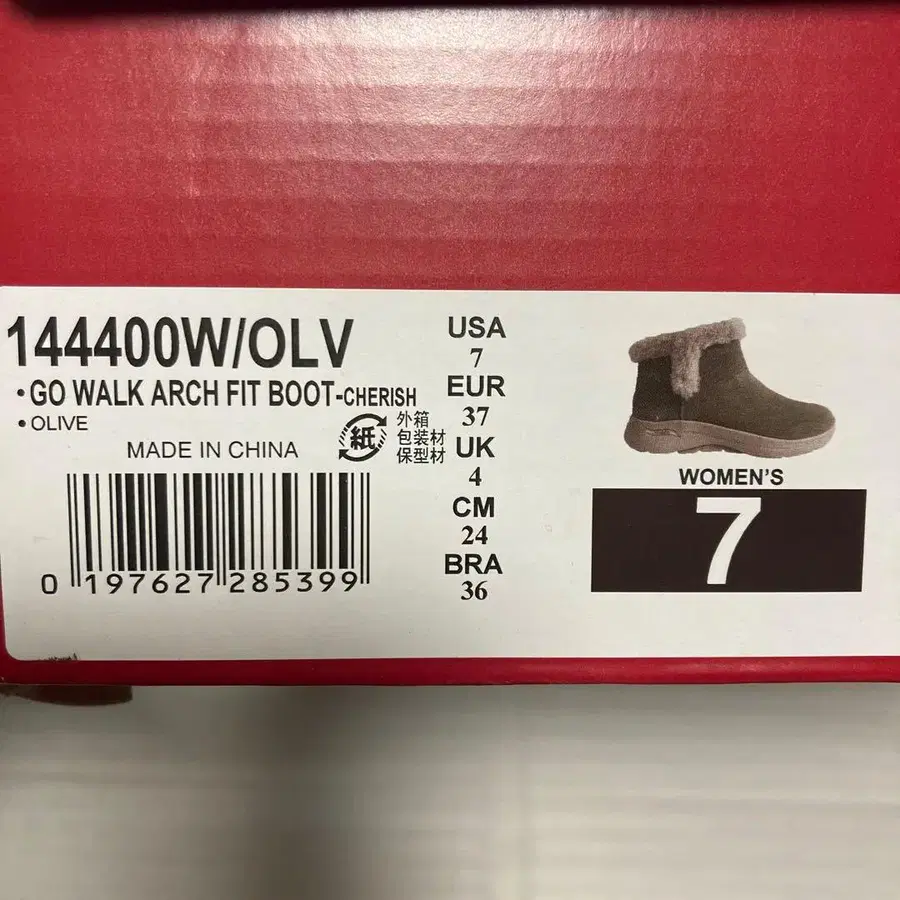 144400W/OLV
• GO WALK ARCH FIT BOOT-CHERISH
• OLIVE
MADE IN CHINA
紙
外箱
包装材
保型材
0 197627 285399
USA
7
EUR
37
UK
4
CM
24
BRA
36
WOMEN'S
7